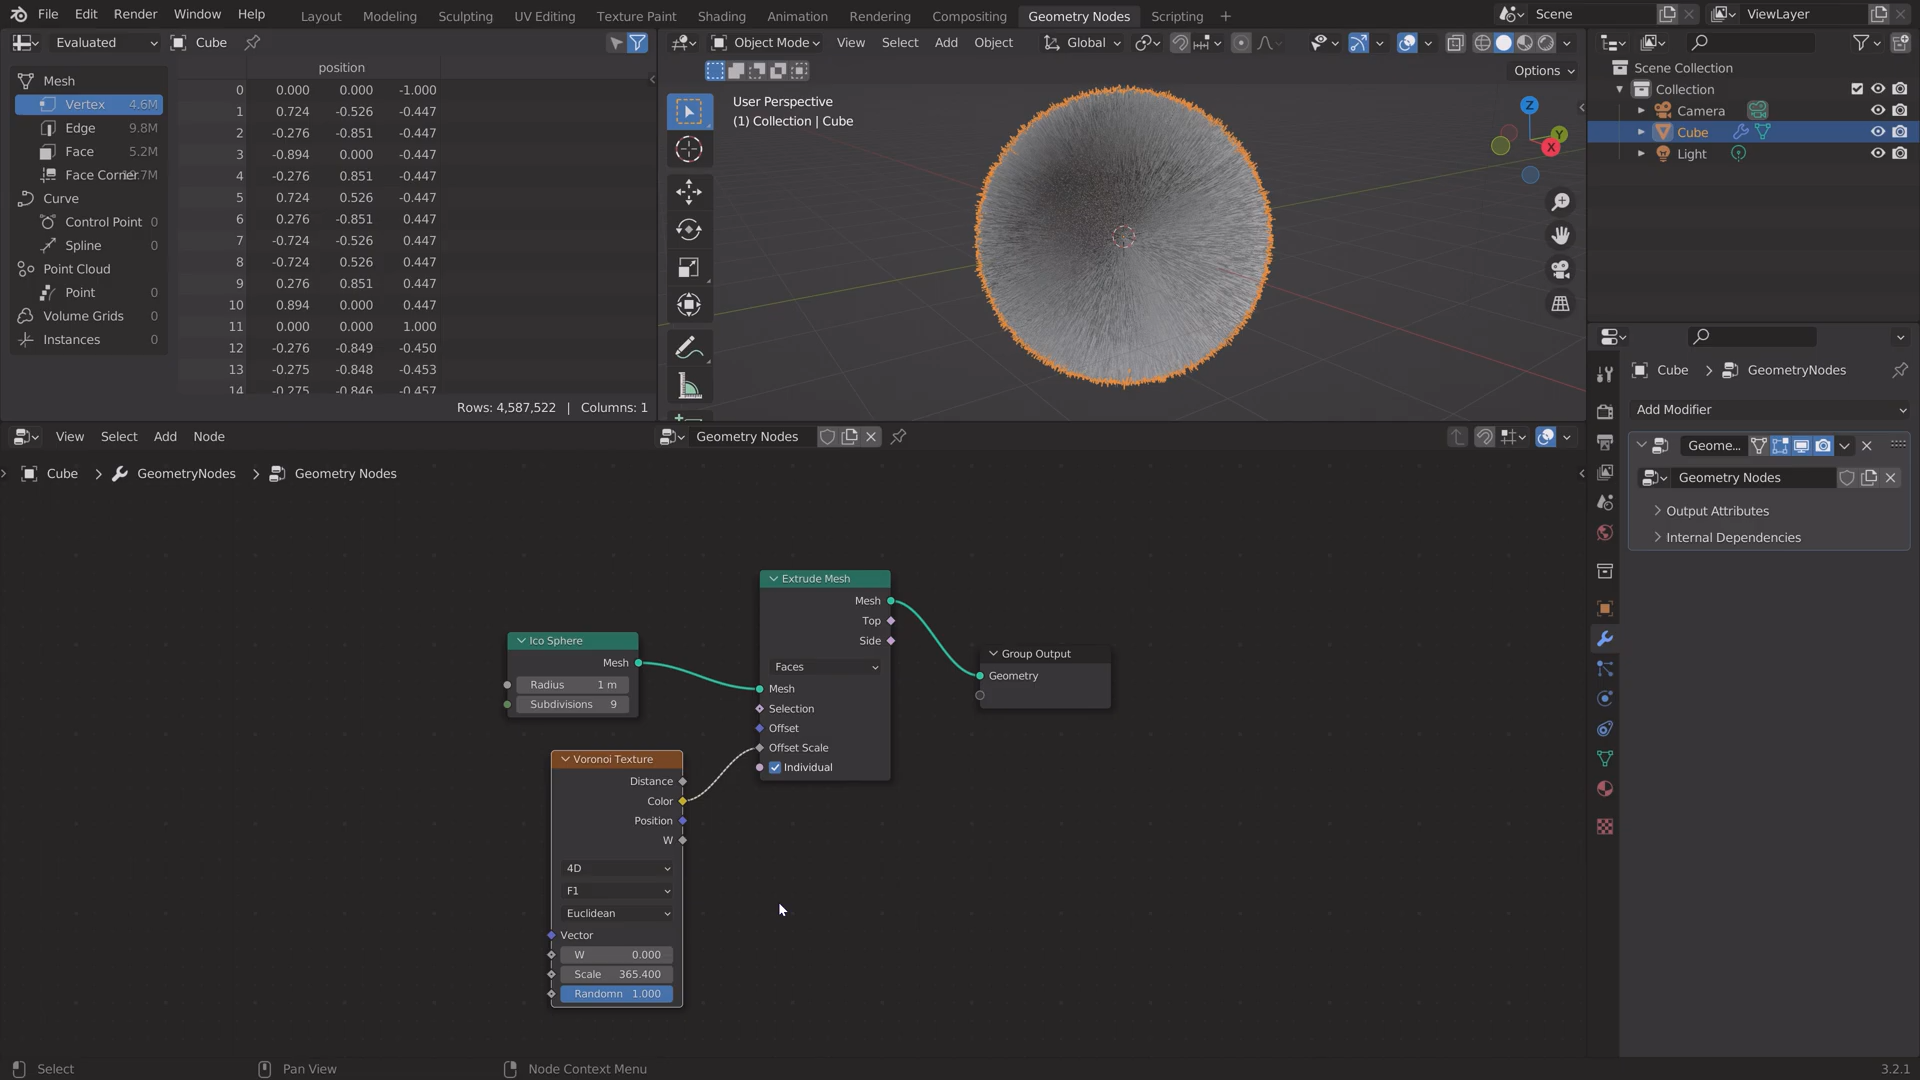 File Edit Render Window Help
Layout Modeling Sculpting UV Editing Texture Paint Shading Animation Rendering Compositing Geometry Nodes Scripting +
Scene
ViewLayer
Evaluated
Cube
position
Mesh
Vertex 4.6M
Edge 9.8M
Face 5.2M
Face Corn
Curve
Control Point 0
Spline 0
Point Cloud
Point 0
Volume Grids 0
Instances 0
0 0.000 0.000 -1.000
1 0.724 -0.526 -0.447
2 -0.276 -0.851 -0.447
3 -0.894 0.000 -0.447
4 -0.276 0.851 -0.447
5 0.724 0.526 -0.447
6 0.276 -0.851 0.447
7 -0.724 -0.526 0.447
8 -0.724 0.526 0.447
9 0.276 0.851 0.447
10 0.894 0.000 0.447
11 0.000 0.000 1.000
12 -0.276 -0.849 -0.450
13 -0.275 -0.848 -0.453
14 -0.275 -0.846 -0.457
Rows: 4,587,522 | Columns: 1
Object Mode View Select Add Object
Global
Options
User Perspective
(1) Collection | Cube
Z
Y
X
Scene Collection
Collection
Camera
Cube
Light
Cube > GeometryNodes
Add Modifier
Geome...
Geometry Nodes
Output Attributes
Internal Dependencies
View Select Add Node
Geometry Nodes
Cube > GeometryNodes > Geometry Nodes
Extrude Mesh
Mesh
Top
Side
Faces
Mesh
Selection
Offset
Offset Scale
Individual
Ico Sphere
Mesh
Radius 1 m
Subdivisions 9
Group Output
Geometry
Voronoi Texture
Distance
Color
Position
W
4D
F1
Euclidean
Vector
W 0.000
Scale 365.400
Randomn 1.000
Select
Pan View
Node Context Menu
3.2.1